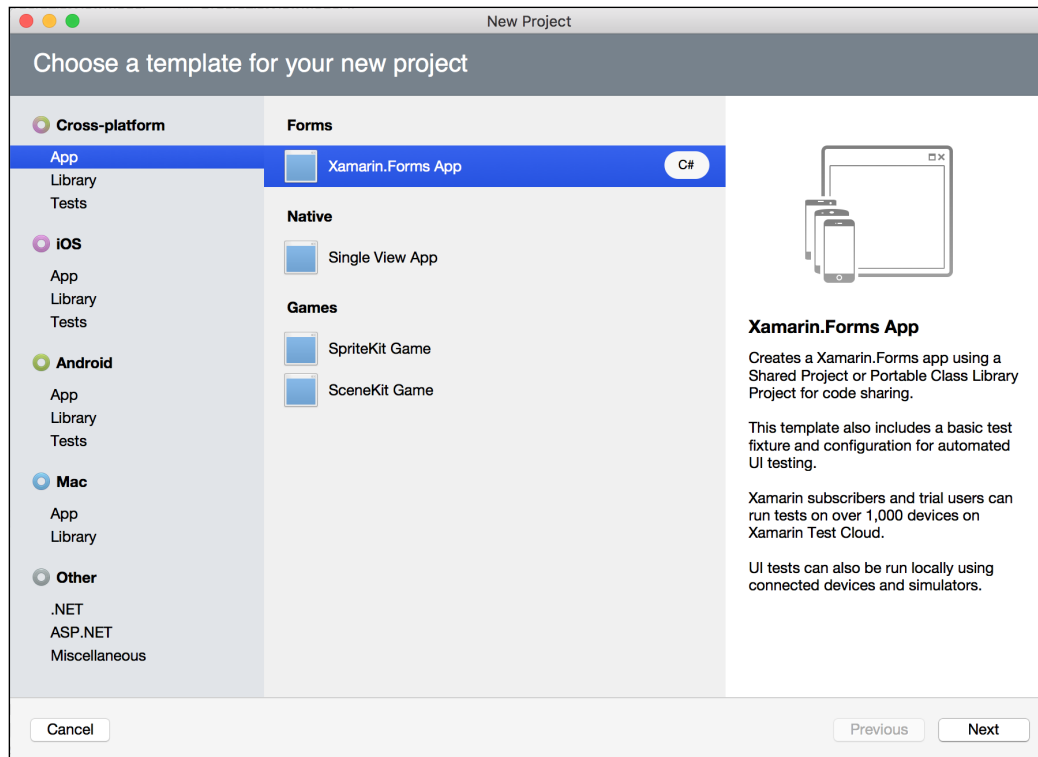 New Project
Choose a template for your new project
Cross-platform
App
Library
Tests
iOS
App
Library
Tests
Android
App
Library
Tests
Mac
App
Library
Other
.NET
ASP.NET
Miscellaneous
Forms
Xamarin.Forms App
C#
Native
Single View App
Games
SpriteKit Game
SceneKit Game
Xamarin.Forms App
Creates a Xamarin.Forms app using a
Shared Project or Portable Class Library
Project for code sharing.
This template also includes a basic test
fixture and configuration for automated
UI testing.
Xamarin subscribers and trial users can
run tests on over 1,000 devices on
Xamarin Test Cloud.
UI tests can also be run locally using
connected devices and simulators.
Cancel
Previous
Next